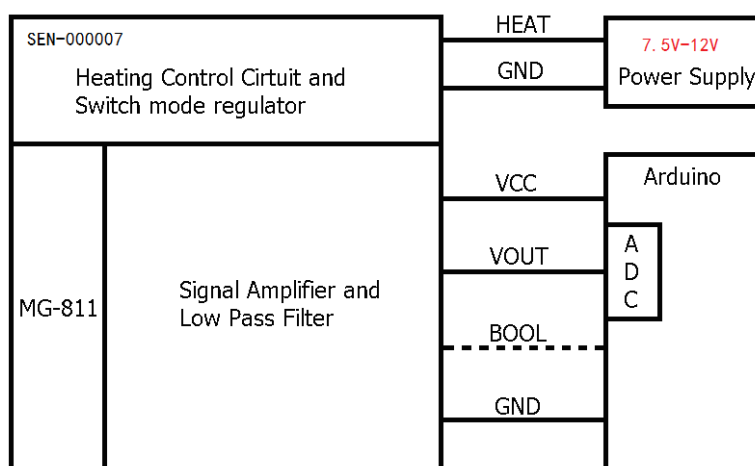 SEN-000007
Heating Control Cirtuit and
Switch mode regulator
HEAT
GND
7.5V-12V
Power Supply
MG-811
Signal Amplifier and
Low Pass Filter
VCC
VOUT
BOOL
GND
Arduino
A
D
C